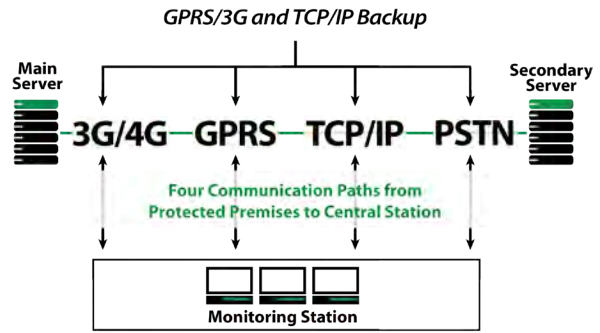 GPRS/3G and TCP/IP Backup
Main
Server
Secondary
Server
3G/4G GPRS TCP/IP PSTN
Four Communication Paths from
Protected Premises to Central Station
Monitoring Station